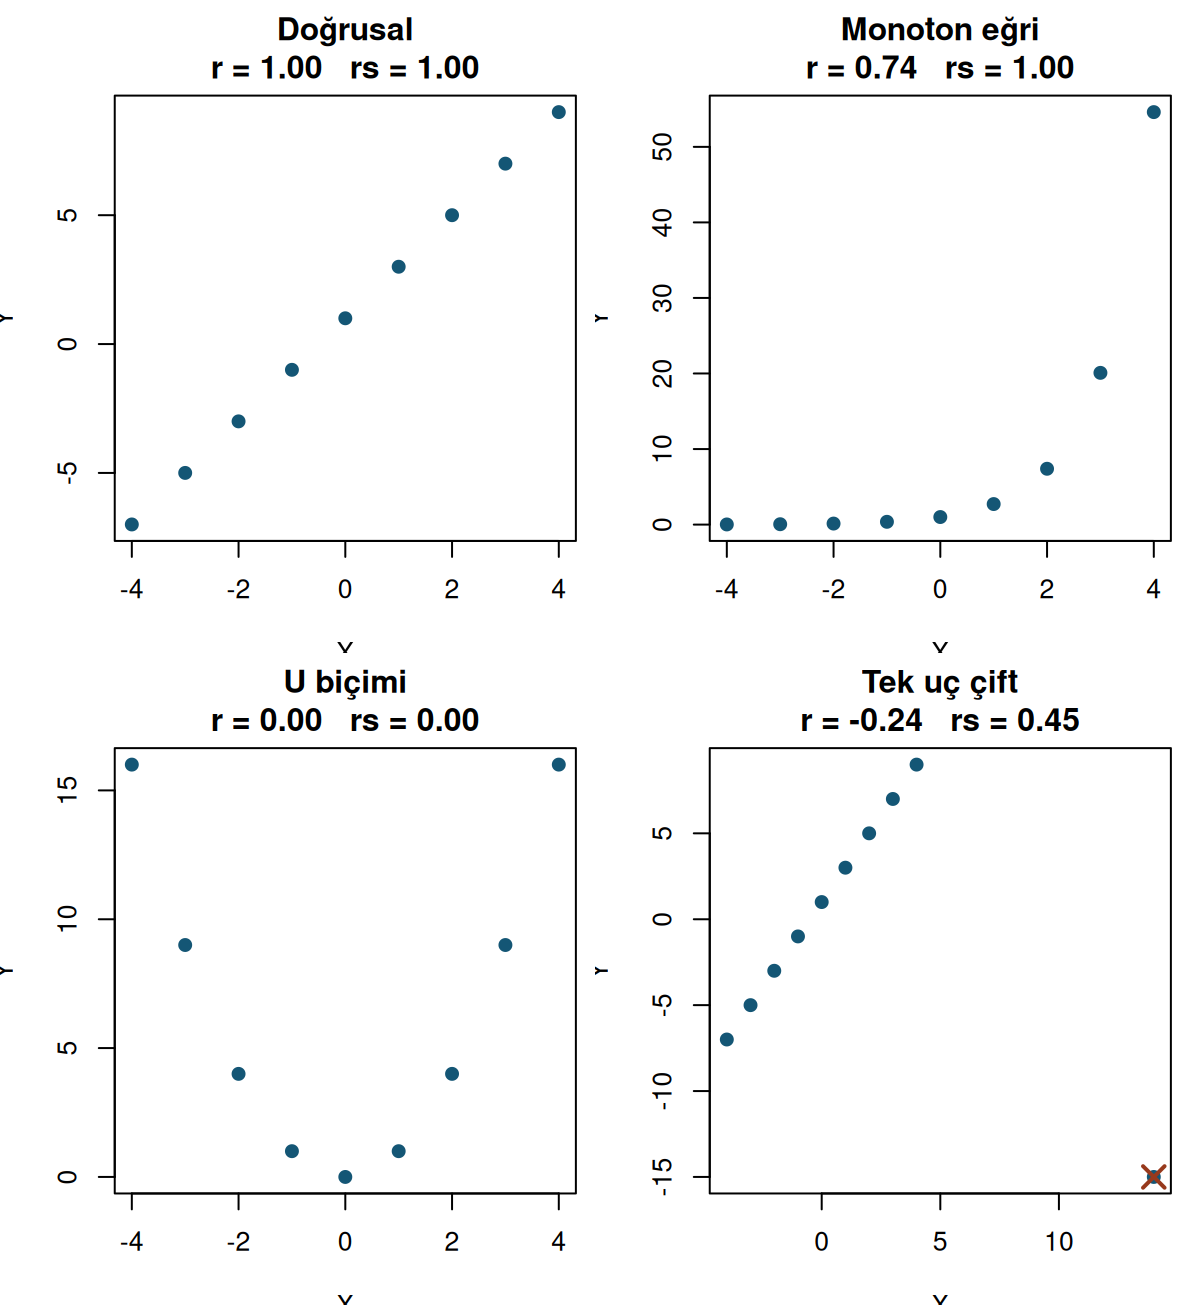 Doğrusal
r = 1.00 rs = 1.00
5
0
-5
Y
-4 -2 0 2 4
X
Monoton eğri
r = 0.74 rs = 1.00
50
40
30
20
10
0
Y
-4 -2 0 2 4
X
U biçimi
r = 0.00 rs = 0.00
15
10
5
0
Y
-4 -2 0 2 4
X
Tek uç çift
r = -0.24 rs = 0.45
5
0
-5
-10
-15
Y
0 5 10
X